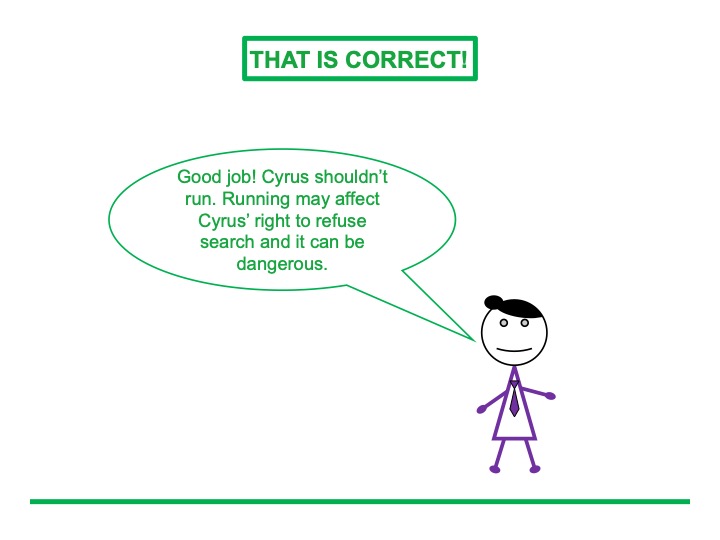 THAT IS CORRECT!
Good job! Cyrus shouldn’t
run. Running may affect
Cyrus’ right to refuse
search and it can be
dangerous.